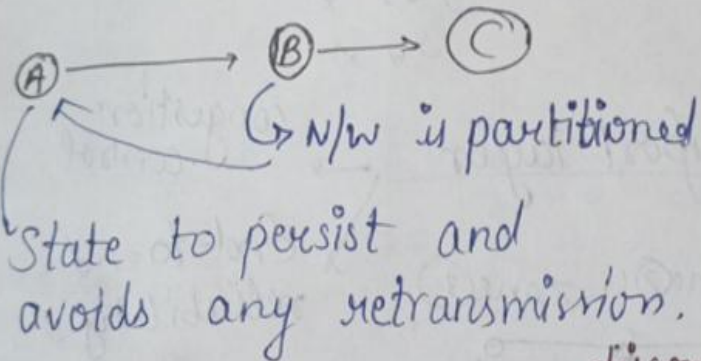 A B C
N/W is partitioned
State to persist and
avoids any retransmission.